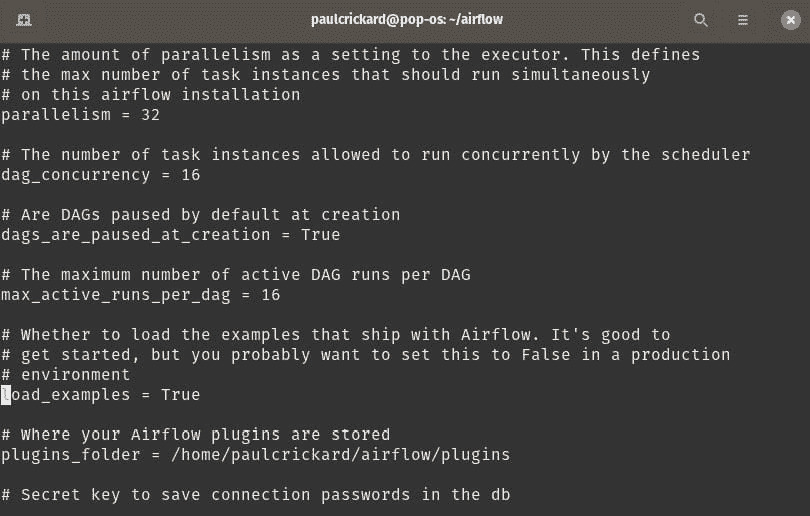 paulcrickard@pop-os: ~/airflow
# The amount of parallelism as a setting to the executor. This defines
# the max number of task instances that should run simultaneously
# on this airflow installation
parallelism = 32
# The number of task instances allowed to run concurrently by the scheduler
dag_concurrency = 16
# Are DAGs paused by default at creation
dags_are_paused_at_creation = True
# The maximum number of active DAG runs per DAG
max_active_runs_per_dag = 16
# Whether to load the examples that ship with Airflow. It's good to
# get started, but you probably want to set this to False in a production
# environment
load_examples = True
# Where your Airflow plugins are stored
plugins_folder = /home/paulcrickard/airflow/plugins
# Secret key to save connection passwords in the db